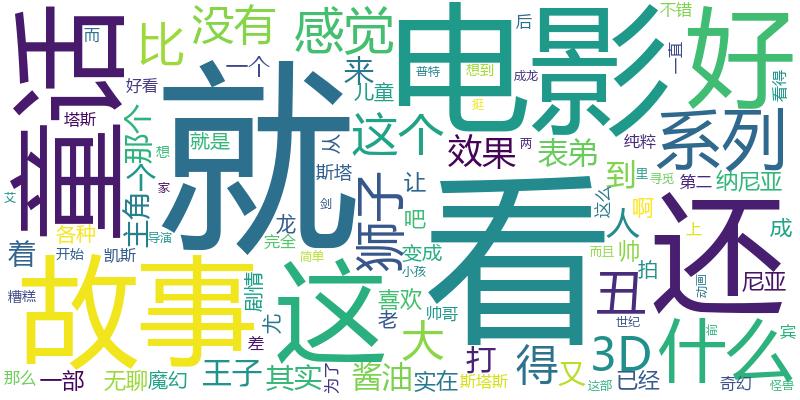 童话
就
电影
好
看
还
故事
这
系列
什么
没有
感觉
比
来
一个
儿童
后
普特
想到
成龙
挺
不错
一直
看得
而
塔斯
好看
那个
想
就是
从
斯塔
主角
一个
家
艾
导演
各种
着
开始
凯斯
糟糕
那么
一部
无聊
魔幻
剧情
尤
差
龙
完全
简单
剑
狮子
这个
让
吧
变成
小孩
喜欢
老
帅哥
大
王子
其实
为了
酱油
实在
斯塔斯
打
得
又
效果
两
表弟
到
里
纯粹
寻觅
第二
纳尼亚
这么
人
啊
帅
而且
拍
上
动画
成
尼亚
丑
世纪
3D
这部
已经
前
宾
奇幻
怪兽